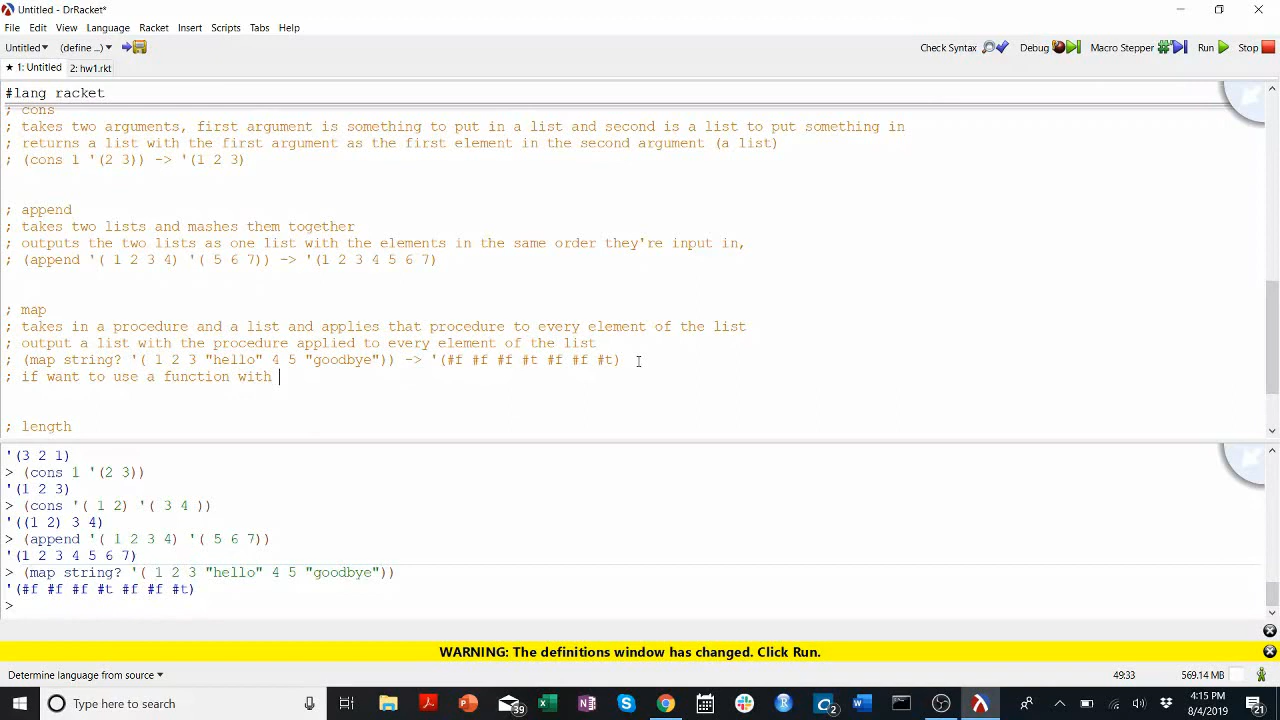 Untitled - DrRacket*
File Edit View Language Racket Insert Scripts Tabs Help
Untitled▾ (define ...)▾ Check Syntax Debug Macro Stepper Run Stop
★ 1: Untitled 2: hw1.rkt
#lang racket
; cons
; takes two arguments, first argument is something to put in a list and second is a list to put something in
; returns a list with the first argument as the first element in the second argument (a list)
; (cons 1 '(2 3)) -> '(1 2 3)
; append
; takes two lists and mashes them together
; outputs the two lists as one list with the elements in the same order they're input in,
; (append '( 1 2 3 4) '( 5 6 7)) -> '(1 2 3 4 5 6 7)
; map
; takes in a procedure and a list and applies that procedure to every element of the list
; output a list with the procedure applied to every element of the list
; (map string? '( 1 2 3 "hello" 4 5 "goodbye")) -> '(#f #f #f #t #f #f #t)
; if want to use a function with
; length
'(3 2 1)
> (cons 1 '(2 3))
'(1 2 3)
> (cons '( 1 2) '( 3 4 ))
'((1 2) 3 4)
> (append '( 1 2 3 4) '( 5 6 7))
'(1 2 3 4 5 6 7)
> (map string? '( 1 2 3 "hello" 4 5 "goodbye"))
'(#f #f #f #t #f #f #t)
>
WARNING: The definitions window has changed. Click Run.
Determine language from source▾ 49:33 569.14 MB
Type here to search 39 2 4:15 PM
8/4/2019 21